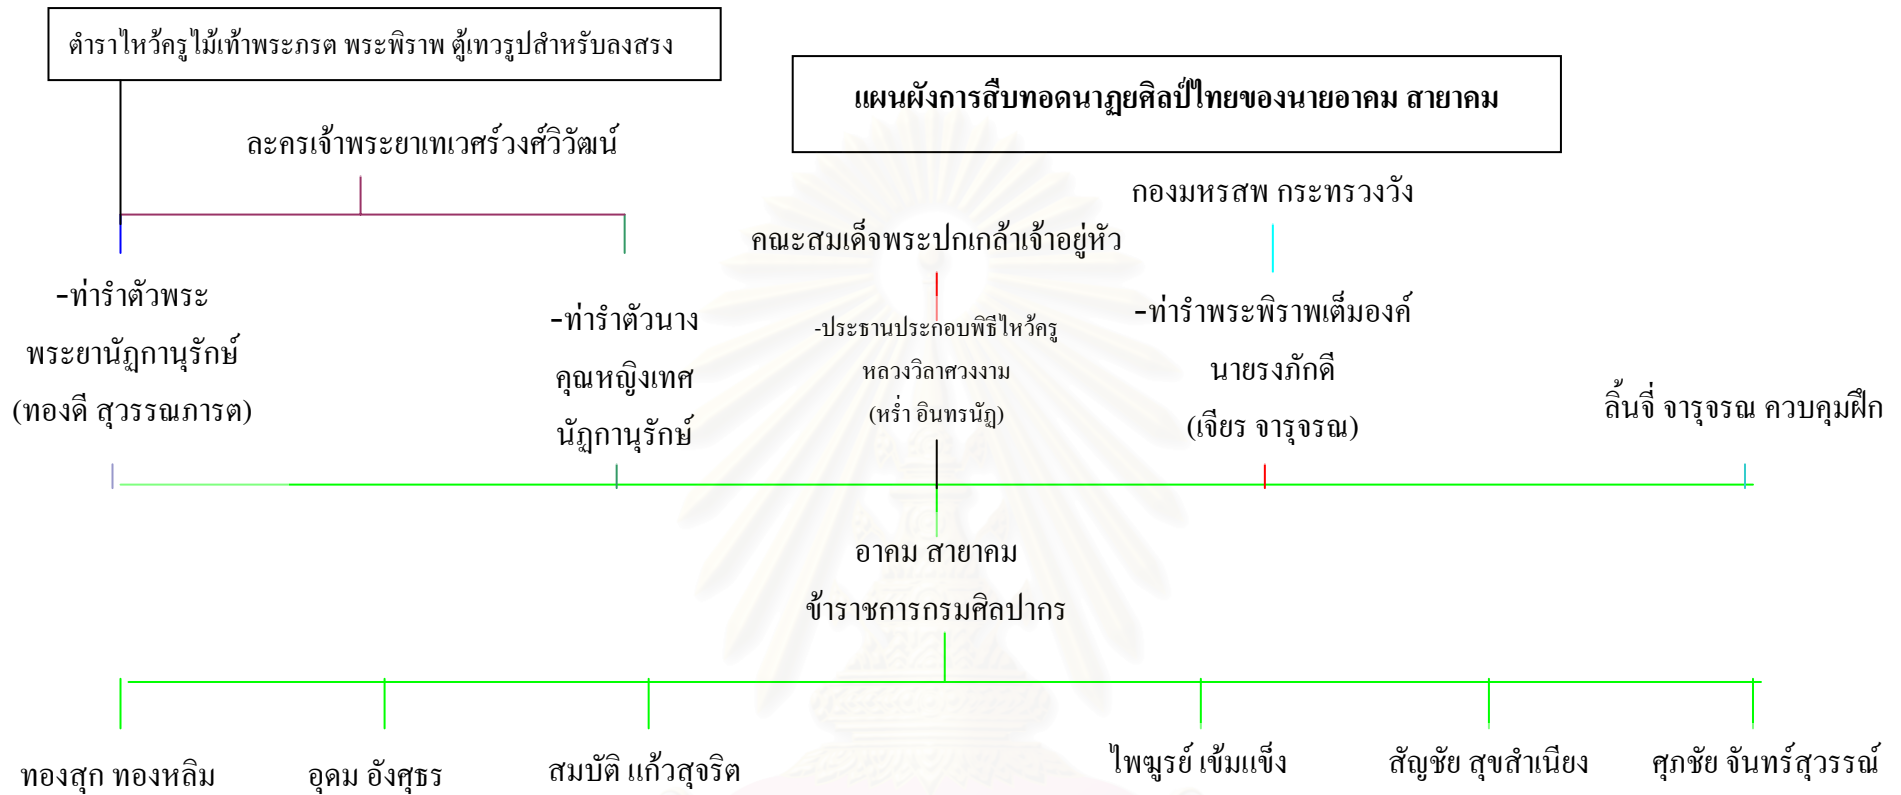 ตำราไหว้ครู ไม้เท้าพระภรต พระพิราพ ตู้เทวรูปสำหรับลงสรง
แผนผังการสืบทอดนาฏยศิลป์ไทยของนายอาคม สายาคม
ละครเจ้าพระยาเทเวศร์วงศ์วิวัฒน์
กองมหรสพ กระทรวงวัง
คณะสมเด็จพระปกเกล้าเจ้าอยู่หัว
-ท่ารำตัวพระ
พระยานัฏกานุรักษ์
(ทองดี สุวรรณภารต)
-ท่ารำตัวนาง
คุณหญิงเทศ
นัฏกานุรักษ์
-ประธานประกอบพิธีไหว้ครู
หลวงวิลาศวงงาม
(หร่ำ อินทรนัฏ)
-ท่ารำพระพิราพเต็มองค์
นายรงภักดี
(เจียร จารุจรณ)
ลิ้นจี่ จารุจรณ ควบคุมฝึก
อาคม สายาคม
ข้าราชการกรมศิลปากร
ทองสุก ทองหลิม
อุดม อังศุธร
สมบัติ แก้วสุจริต
ไพฑูรย์ เข้มแข็ง
สัญชัย สุขสำเนียง
ศุภชัย จันทร์สุวรรณ์